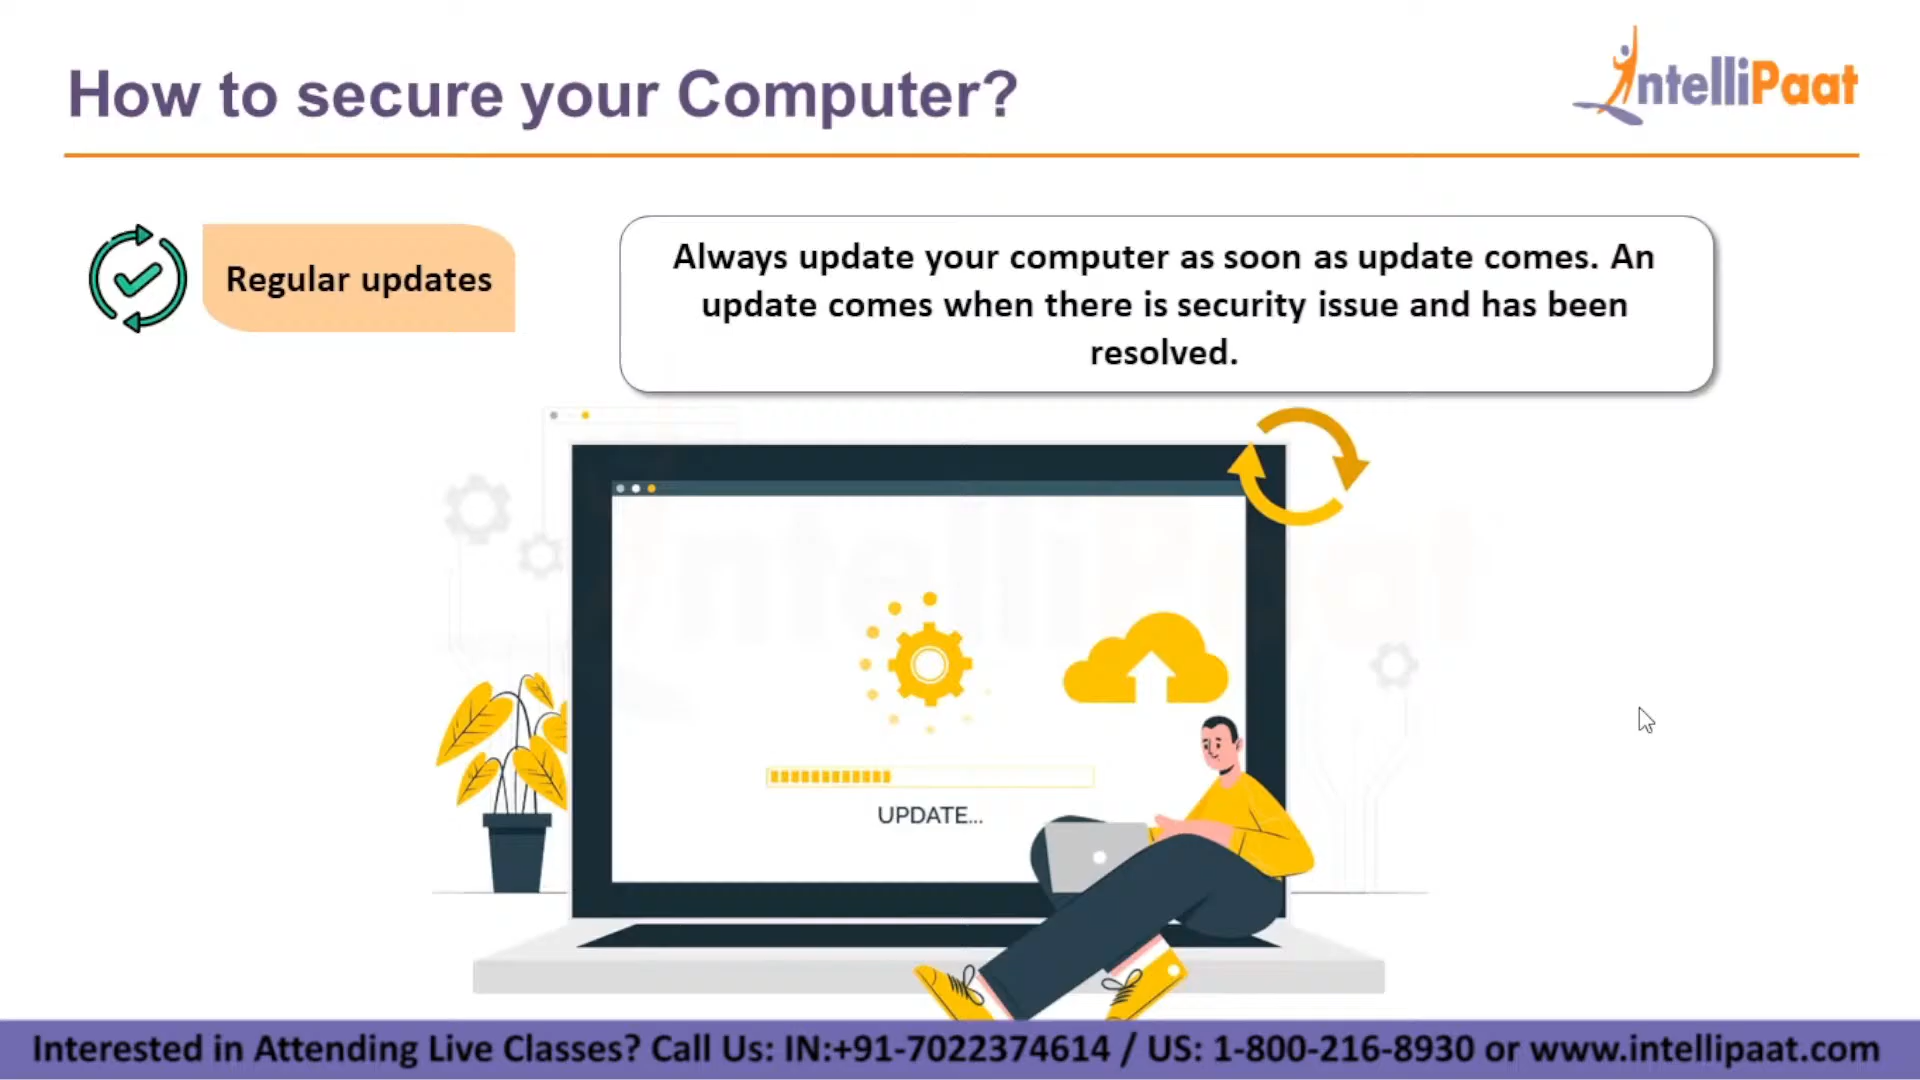 How to secure your Computer?
IntelliPaat
Regular updates
Always update your computer as soon as update comes. An
update comes when there is security issue and has been
resolved.
IntelliPaat
UPDATE...
Interested in Attending Live Classes? Call Us: IN:+91-7022374614 / US: 1-800-216-8930 or www.intellipaat.com